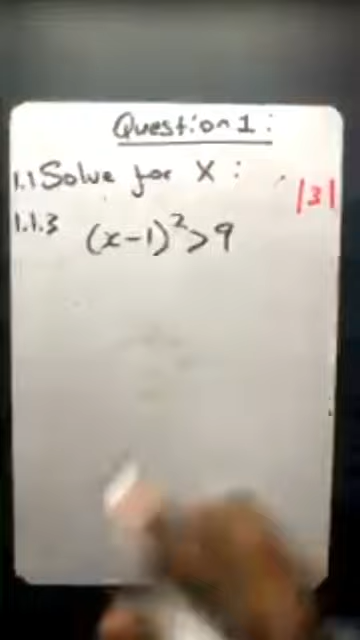 Question 1:
1.1 Solve for X:
|3|
1.1.3 (x-1)²>9